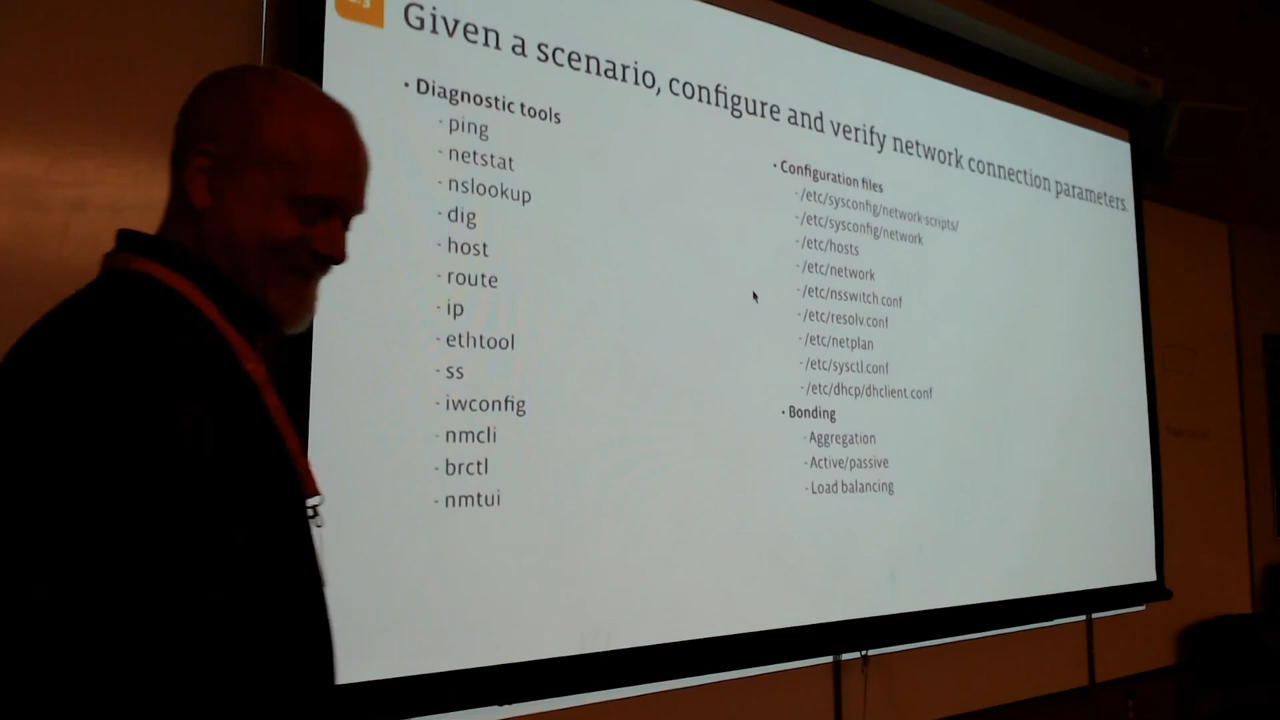 Given a scenario, configure and verify network connection parameters.
· Diagnostic tools
- ping
- netstat
- nslookup
- dig
- host
- route
- ip
- ethtool
- ss
- iwconfig
- nmcli
- brctl
- nmtui
· Configuration files
- /etc/sysconfig/network-scripts/
- /etc/sysconfig/network
- /etc/hosts
- /etc/network
- /etc/nsswitch.conf
- /etc/resolv.conf
- /etc/netplan
- /etc/sysctl.conf
- /etc/dhcp/dhclient.conf
· Bonding
- Aggregation
- Active/passive
- Load balancing